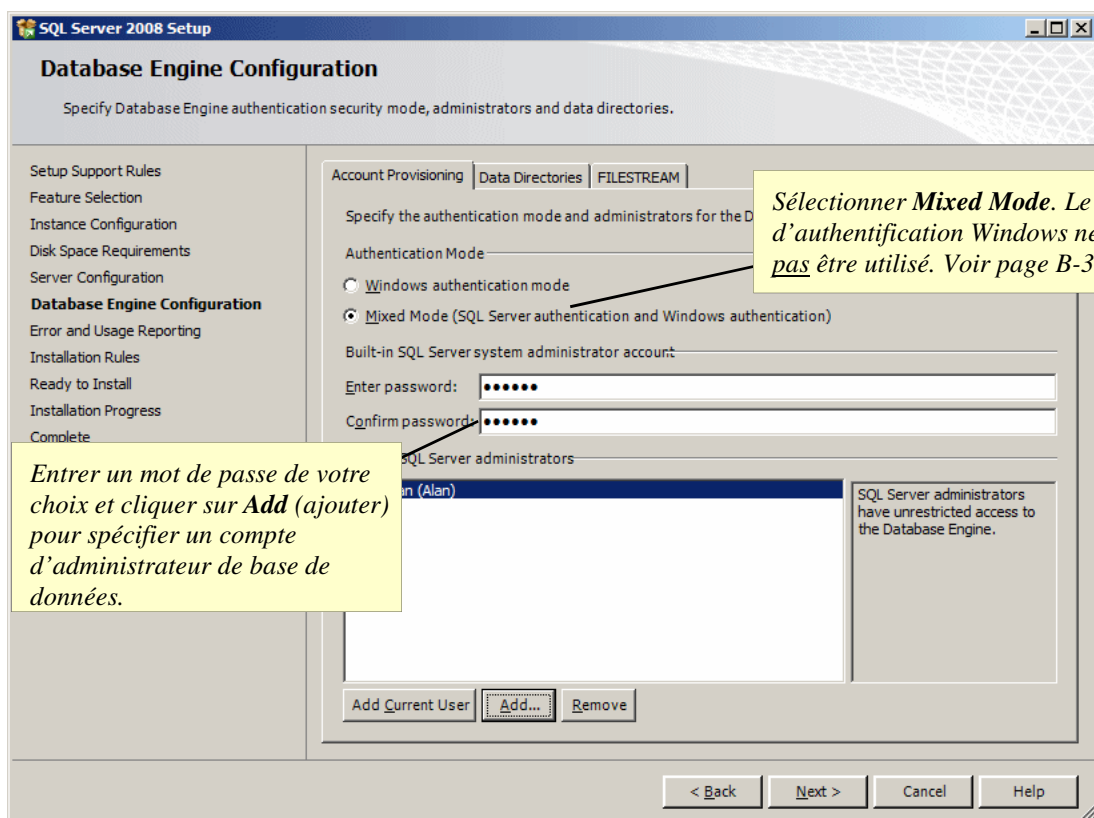 SQL Server 2008 Setup
Database Engine Configuration
Specify Database Engine authentication security mode, administrators and data directories.
Setup Support Rules
Feature Selection
Instance Configuration
Disk Space Requirements
Server Configuration
Database Engine Configuration
Error and Usage Reporting
Installation Rules
Ready to Install
Installation Progress
Complete
Account Provisioning Data Directories FILESTREAM
Specify the authentication mode and administrators for the D
Sélectionner Mixed Mode. Le
d’authentification Windows ne
pas être utilisé. Voir page B-3
Authentication Mode
Windows authentication mode
Mixed Mode (SQL Server authentication and Windows authentication)
Built-in SQL Server system administrator account
Enter password: ●●●●●●
Confirm password: ●●●●●●
SQL Server administrators
(Alan)
SQL Server administrators
have unrestricted access to
the Database Engine.
Entrer un mot de passe de votre
choix et cliquer sur Add (ajouter)
pour spécifier un compte
d’administrateur de base de
données.
Add Current User Add... Remove
< Back Next > Cancel Help